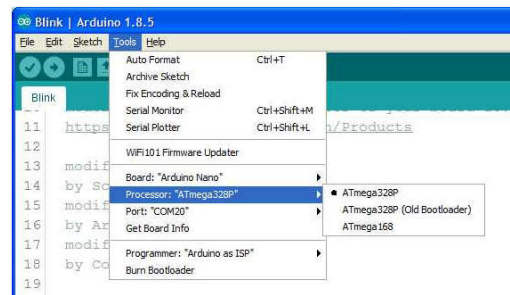 Blink | Arduino 1.8.5
File Edit Sketch Tools Help
Auto Format Ctrl+T
Archive Sketch
Fix Encoding & Reload
Serial Monitor Ctrl+Shift+M
Serial Plotter Ctrl+Shift+L
WiFi101 Firmware Updater
Board: "Arduino Nano"
Processor: "ATmega328P"
Port: "COM20"
Get Board Info
Programmer: "Arduino as ISP"
Burn Bootloader
ATmega328P
ATmega328P (Old Bootloader)
ATmega168
Blink
11 https n/Products
12
13 modif
14 by Sc
15 modif
16 by Ar
17 modif
18 by Co
19